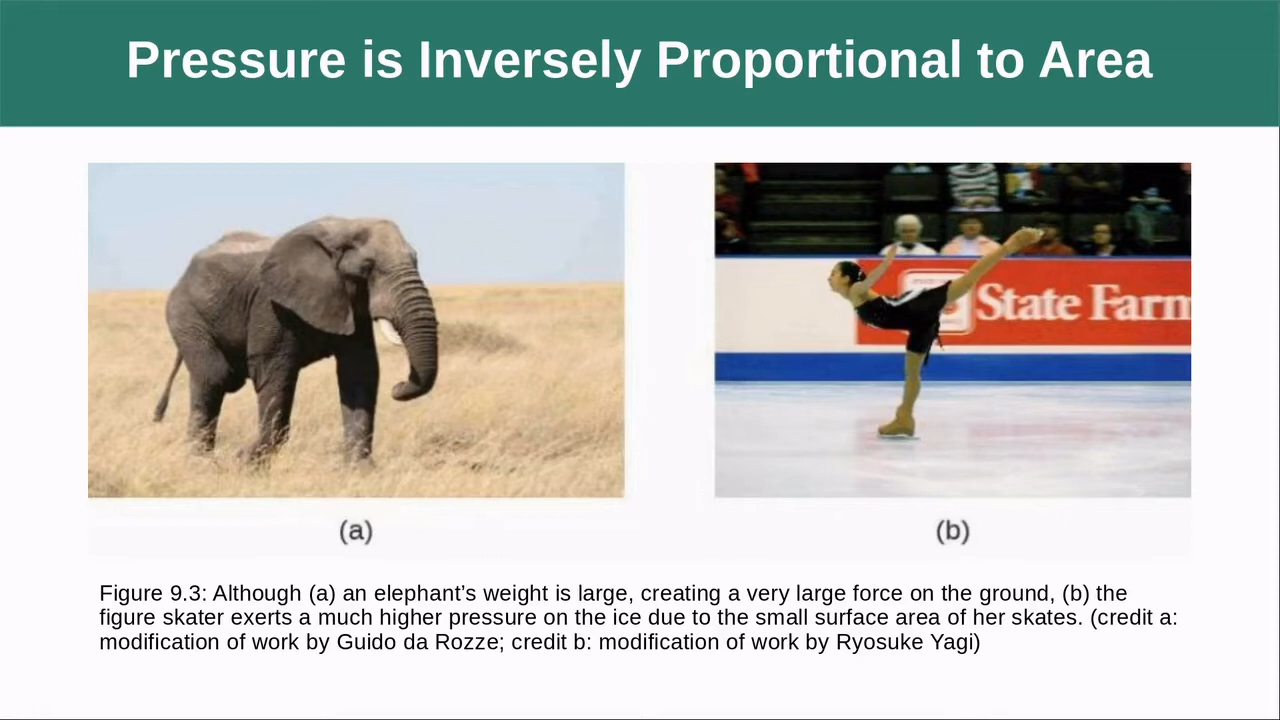 Pressure is Inversely Proportional to Area
State Farm
(a)
(b)
Figure 9.3: Although (a) an elephant’s weight is large, creating a very large force on the ground, (b) the
figure skater exerts a much higher pressure on the ice due to the small surface area of her skates. (credit a:
modification of work by Guido da Rozze; credit b: modification of work by Ryosuke Yagi)